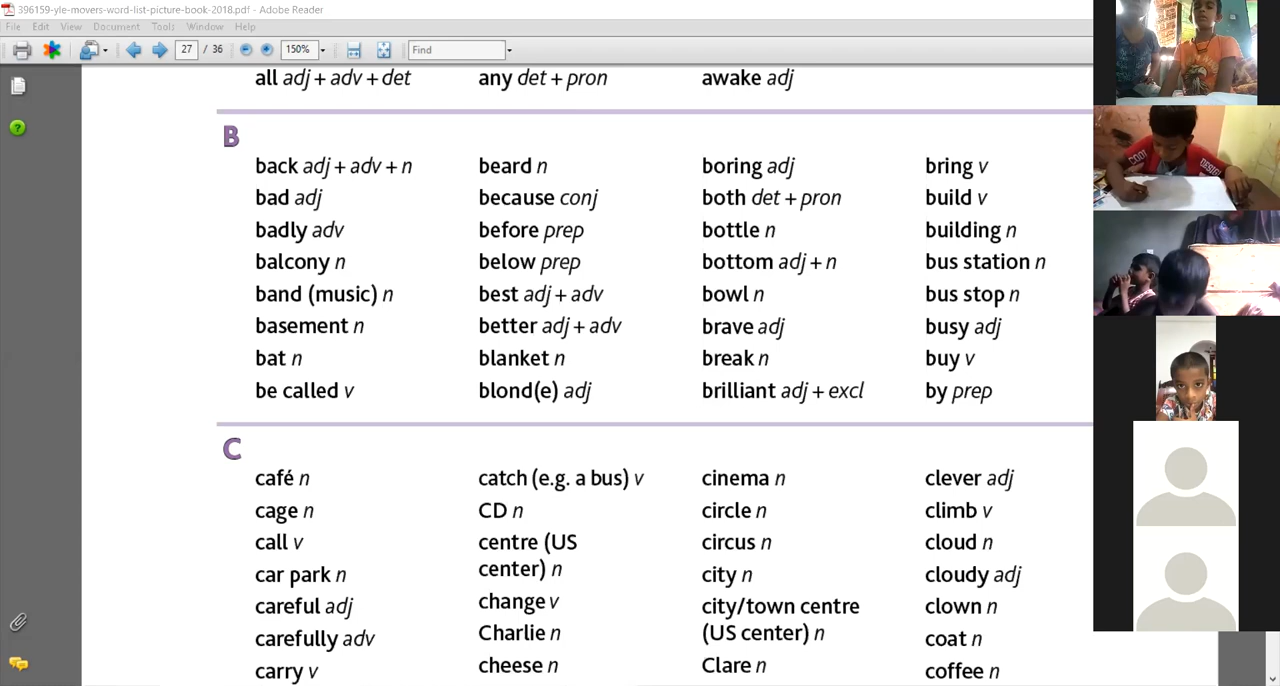 396159-yle-movers-word-list-picture-book-2018.pdf - Adobe Reader
File Edit View Document Tools Window Help
27 / 36 150% Find
all adj + adv + det any det + pron awake adj
B
back adj + adv + n beard n boring adj bring v
bad adj because conj both det + pron build v
badly adv before prep bottle n building n
balcony n below prep bottom adj + n bus station n
band (music) n best adj + adv bowl n bus stop n
basement n better adj + adv brave adj busy adj
bat n blanket n break n buy v
be called v blond(e) adj brilliant adj + excl by prep
C
café n catch (e.g. a bus) v cinema n clever adj
cage n CD n circle n climb v
call v centre (US circus n cloud n
car park n center) n city n cloudy adj
careful adj change v city/town centre clown n
carefully adv Charlie n (US center) n coat n
carry v cheese n Clare n coffee n
COOL
DESIGN